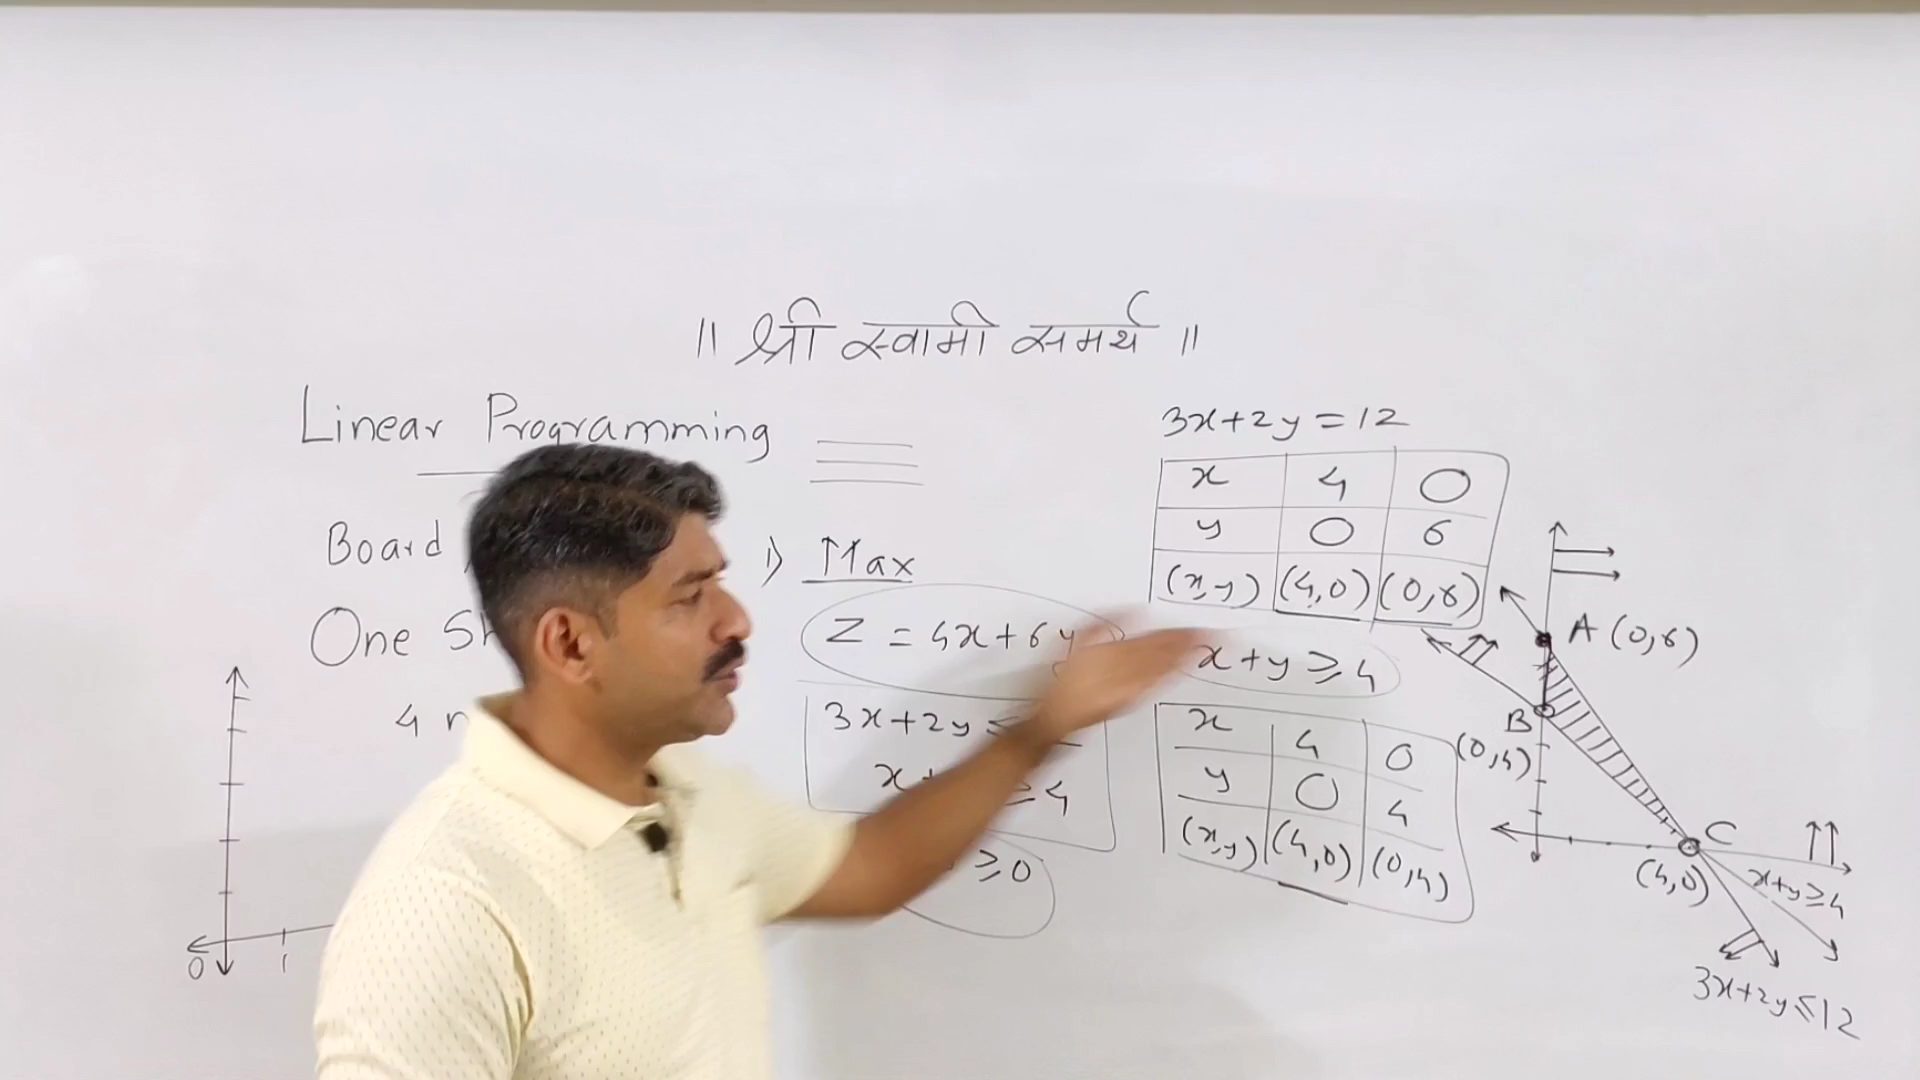 ॥ श्री स्वामी समर्थ ॥
Linear Programming
Board
One Sh
4 m
0
1
1) Max
Z = 4x+6y
3x+2y ≤
x+ ≥ 4
≥ 0
3x+2y = 12
x 4 0
y 0 6
(x,y) (4,0) (0,6)
x+y ≥ 4
x 4 0
y 0 4
(x,y) (4,0) (0,4)
A (0,6)
B
(0,4)
C
(4,0)
x+y ≥ 4
3x+2y ≤ 12